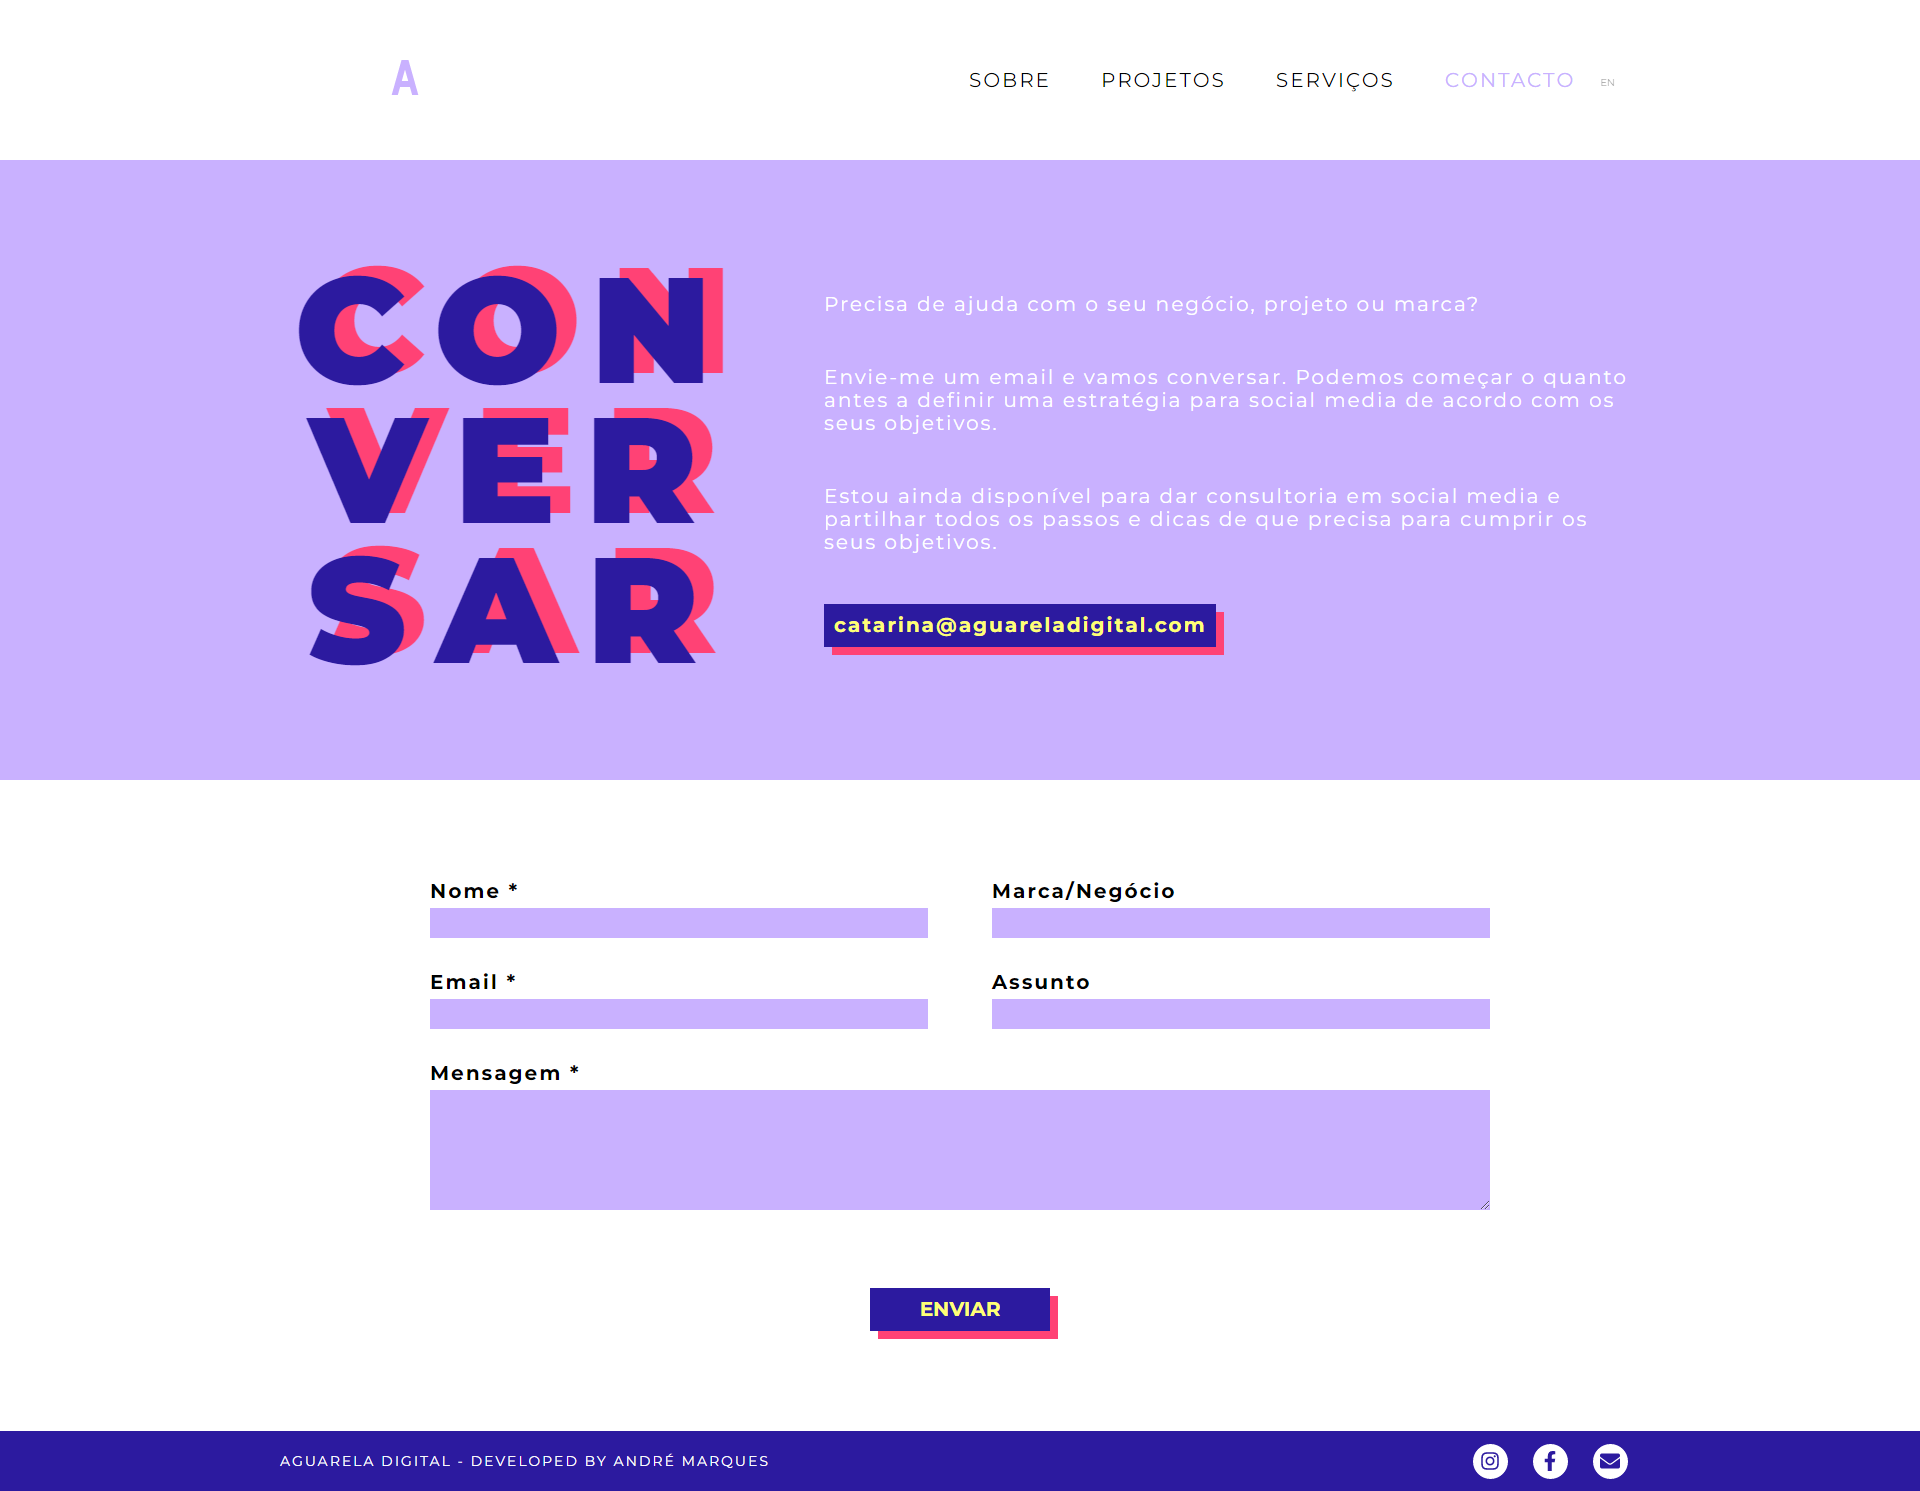 A
SOBRE PROJETOS SERVIÇOS CONTACTO EN
CON
VER
SAR
Precisa de ajuda com o seu negócio, projeto ou marca?
Envie-me um email e vamos conversar. Podemos começar o quanto
antes a definir uma estratégia para social media de acordo com os
seus objetivos.
Estou ainda disponível para dar consultoria em social media e
partilhar todos os passos e dicas de que precisa para cumprir os
seus objetivos.
catarina@aguareladigital.com
Nome *
Marca/Negócio
Email *
Assunto
Mensagem *
ENVIAR
AGUARELA DIGITAL - DEVELOPED BY ANDRÉ MARQUES